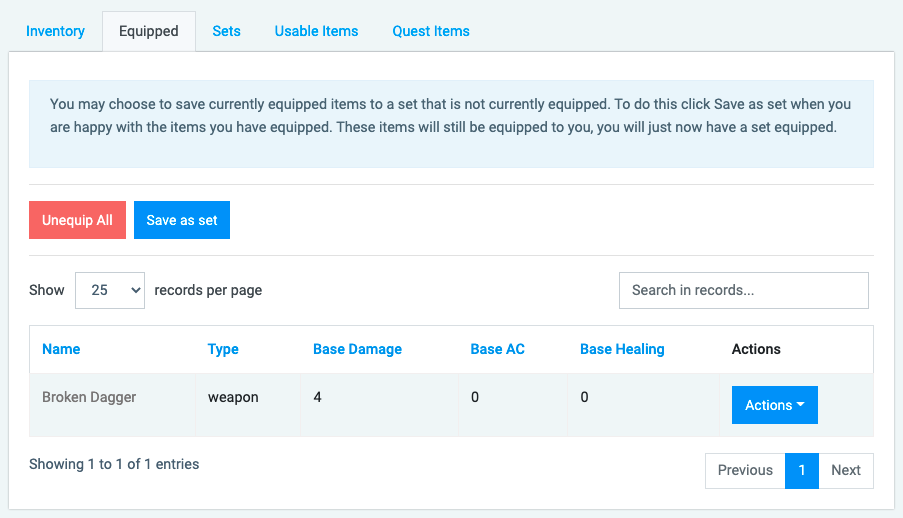 Inventory Equipped Sets Usable Items Quest Items
You may choose to save currently equipped items to a set that is not currently equipped. To do this click Save as set when you
are happy with the items you have equipped. These items will still be equipped to you, you will just now have a set equipped.
Unequip All Save as set
Show 25 records per page Search in records...
Name Type Base Damage Base AC Base Healing Actions
Broken Dagger weapon 4 0 0 Actions
Showing 1 to 1 of 1 entries Previous 1 Next